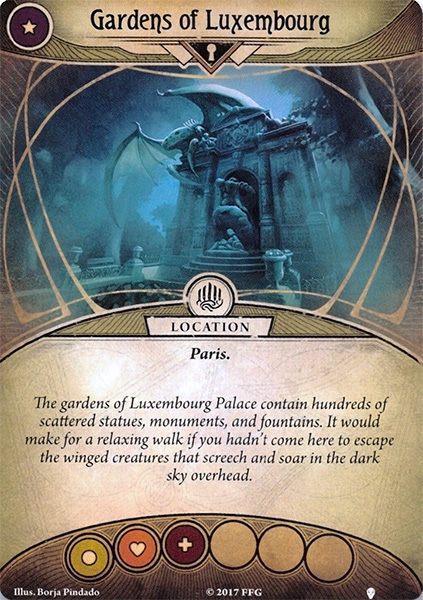 Gardens of Luxembourg
LOCATION
Paris.
The gardens of Luxembourg Palace contain hundreds of
scattered statues, monuments, and fountains. It would
make for a relaxing walk if you hadn't come here to escape
the winged creatures that screech and soar in the dark
sky overhead.
Illus. Borja Pindado
© 2017 FFG